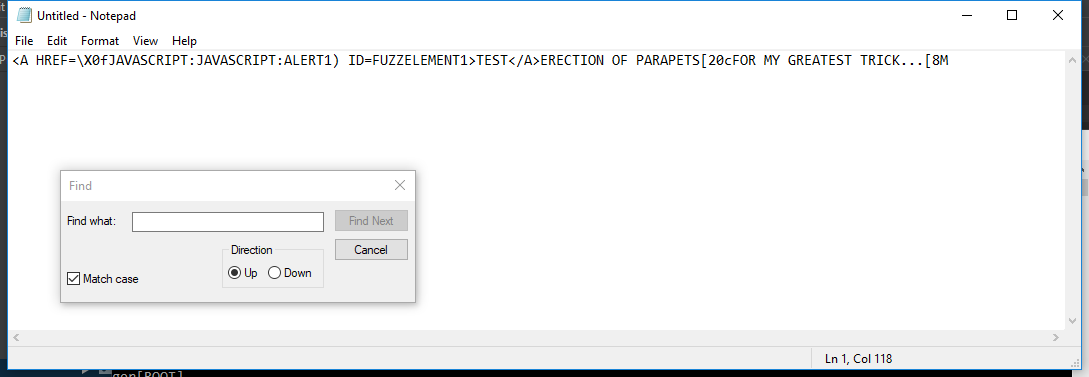 Untitled - Notepad
File Edit Format View Help
<A HREF=\X0fJAVASCRIPT:JAVASCRIPT:ALERT1) ID=FUZZELEMENT1>TEST</A>ERECTION OF PARAPETS[20cFOR MY GREATEST TRICK...[8M
Find
Find what:
Find Next
Direction
Cancel
Up Down
Match case
Ln 1, Col 118
gen[ROOT]